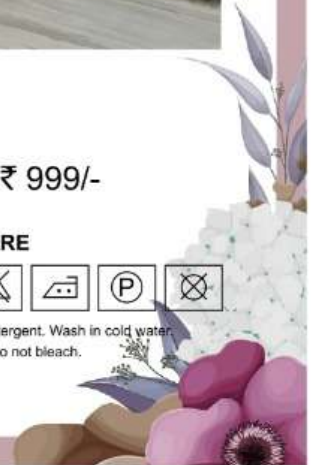 ₹ 999/-
RE
P
ergent. Wash in cold water.
o not bleach.